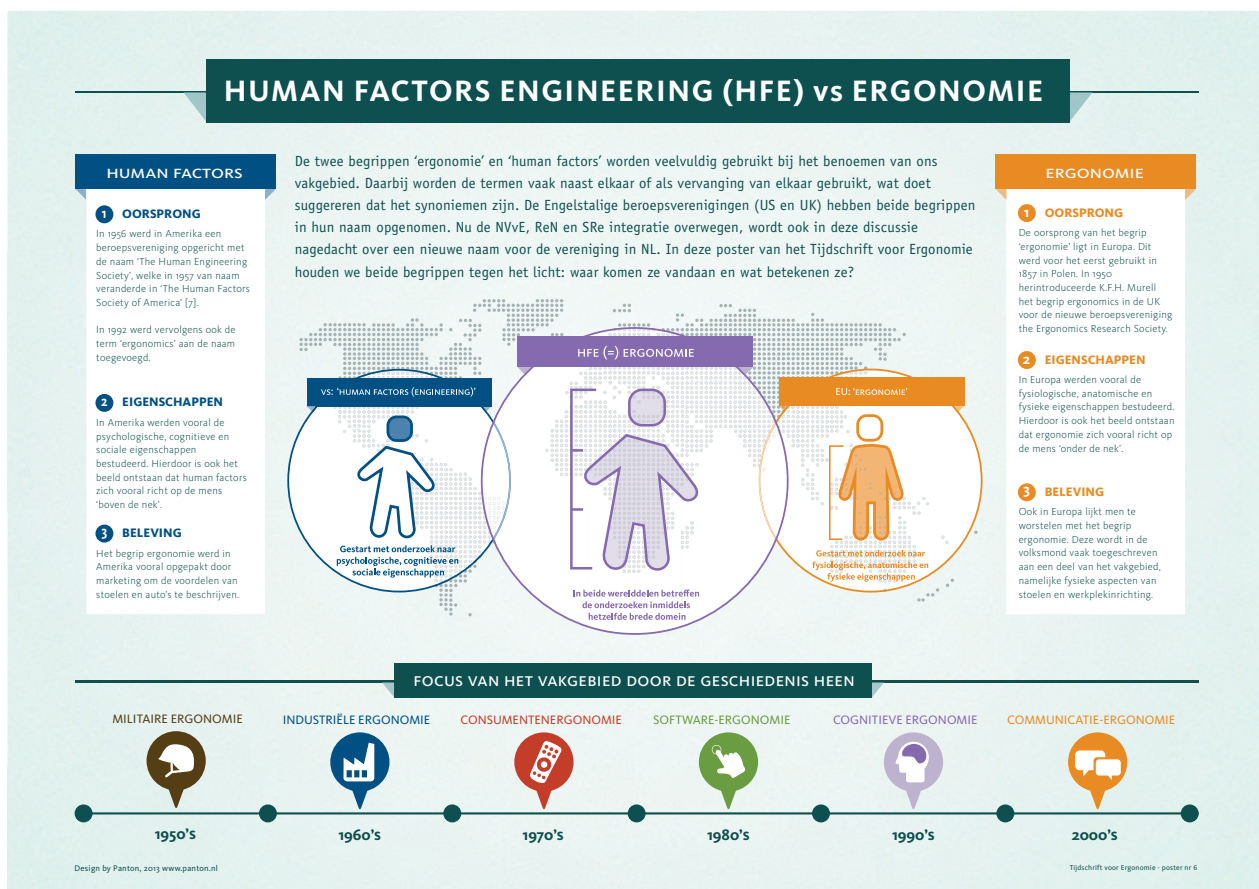 HUMAN FACTORS ENGINEERING (HFE) vs ERGONOMIE
De twee begrippen ‘ergonomie’ en ‘human factors’ worden veelvuldig gebruikt bij het benoemen van ons
vakgebied. Daarbij worden de termen vaak naast elkaar of als vervanging van elkaar gebruikt, wat doet
suggereren dat het synoniemen zijn. De Engelstalige beroepsverenigingen (US en UK) hebben beide begrippen
in hun naam opgenomen. Nu de NVvE, ReN en SRe integratie overwegen, wordt ook in deze discussie
nagedacht over een nieuwe naam voor de vereniging in NL. In deze poster van het Tijdschrift voor Ergonomie
houden we beide begrippen tegen het licht: waar komen ze vandaan en wat betekenen ze?
HUMAN FACTORS
1 OORSPRONG
In 1956 werd in Amerika een
beroepsvereniging opgericht met
de naam ‘The Human Engineering
Society’, welke in 1957 van naam
veranderde in ‘The Human Factors
Society of America’ [7].
In 1992 werd vervolgens ook de
term ‘ergonomics’ aan de naam
toegevoegd.
2 EIGENSCHAPPEN
In Amerika werden vooral de
psychologische, cognitieve en
sociale eigenschappen
bestudeerd. Hierdoor is ook het
beeld ontstaan dat human factors
zich vooral richt op de mens
‘boven de nek’.
3 BELEVING
Het begrip ergonomie werd in
Amerika vooral opgepakt door
marketing om de voordelen van
stoelen en auto’s te beschrijven.
VS: ‘HUMAN FACTORS (ENGINEERING)’
Gestart met onderzoek naar
psychologische, cognitieve en
sociale eigenschappen
HFE (=) ERGONOMIE
In beide werelddelen betreffen
de onderzoeken inmiddels
hetzelfde brede domein
EU: ‘ERGONOMIE’
Gestart met onderzoek naar
fysiologische, anatomische en
fysieke eigenschappen
ERGONOMIE
1 OORSPRONG
De oorsprong van het begrip
‘ergonomie’ ligt in Europa. Dit
werd voor het eerst gebruikt in
1857 in Polen. In 1950
herintroduceerde K.F.H. Murell
het begrip ergonomics in de UK
voor de nieuwe beroepsvereniging
the Ergonomics Research Society.
2 EIGENSCHAPPEN
In Europa werden vooral de
fysiologische, anatomische en
fysieke eigenschappen bestudeerd.
Hierdoor is ook het beeld ontstaan
dat ergonomie zich vooral richt op
de mens ‘onder de nek’.
3 BELEVING
Ook in Europa lijkt men te
worstelen met het begrip
ergonomie. Deze wordt in de
volksmond vaak toegeschreven
aan een deel van het vakgebied,
namelijke fysieke aspecten van
stoelen en werkplekinrichting.
FOCUS VAN HET VAKGEBIED DOOR DE GESCHIEDENIS HEEN
MILITAIRE ERGONOMIE
INDUSTRIËLE ERGONOMIE
CONSUMENTENERGONOMIE
SOFTWARE-ERGONOMIE
COGNITIEVE ERGONOMIE
COMMUNICATIE-ERGONOMIE
1950’s
1960’s
1970’s
1980’s
1990’s
2000’s
Design by Panton, 2013 www.panton.nl
Tijdschrift voor Ergonomie - poster nr 6